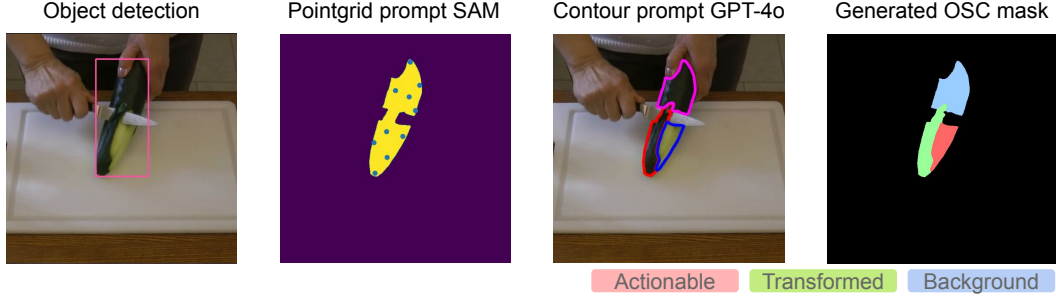 Object detection
Pointgrid prompt SAM
Contour prompt GPT-4o
Generated OSC mask
Actionable
Transformed
Background